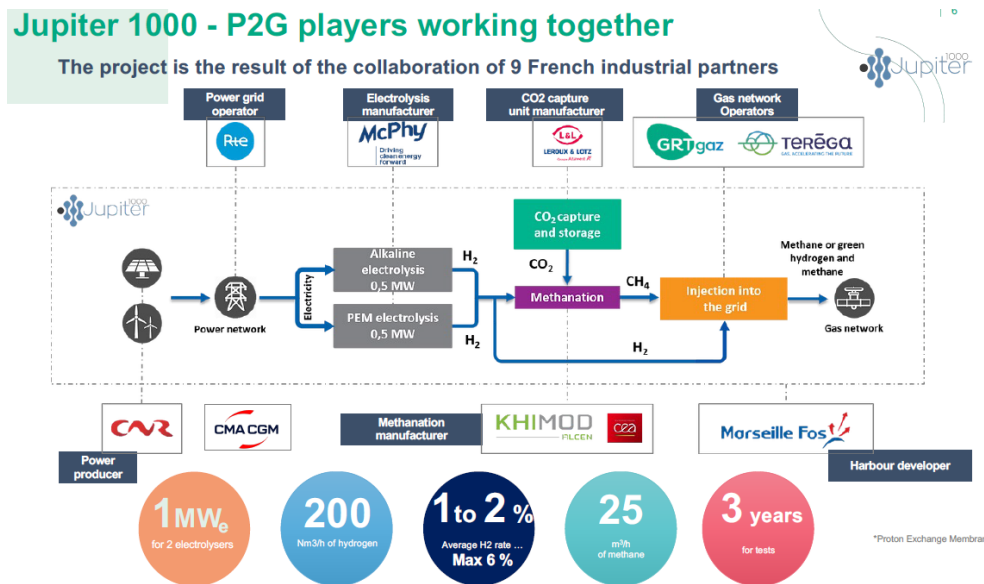 Jupiter 1000 - P2G players working together
6
The project is the result of the collaboration of 9 French industrial partners
Jupiter
1000
Power grid
operator
Electrolysis
manufacturer
CO2 capture
unit manufacturer
Gas network
Operators
Rte
McPhy
Driving
clean energy
forward
L&L
LEROUX & LOTZ
GRTgaz
TERÉGA
Jupiter
1000
CO₂ capture
and storage
Methane or green
hydrogen and
methane
Alkaline
electrolysis
0,5 MW
H₂
CO₂
CH₄
Electricity
Methanation
Injection into
the grid
Power network
PEM electrolysis
0,5 MW
H₂
H₂
Gas network
CNR
CMA CGM
Methanation
manufacturer
KHIMOD
ALCEN
cea
Marseille Fos
Power
producer
Harbour developer
1MWₑ
for 2 electrolysers
200
Nm3/h of hydrogen
1 to 2 %
Average H2 rate ...
Max 6 %
25
m³/h
of methane
3 years
for tests
*Proton Exchange Membran